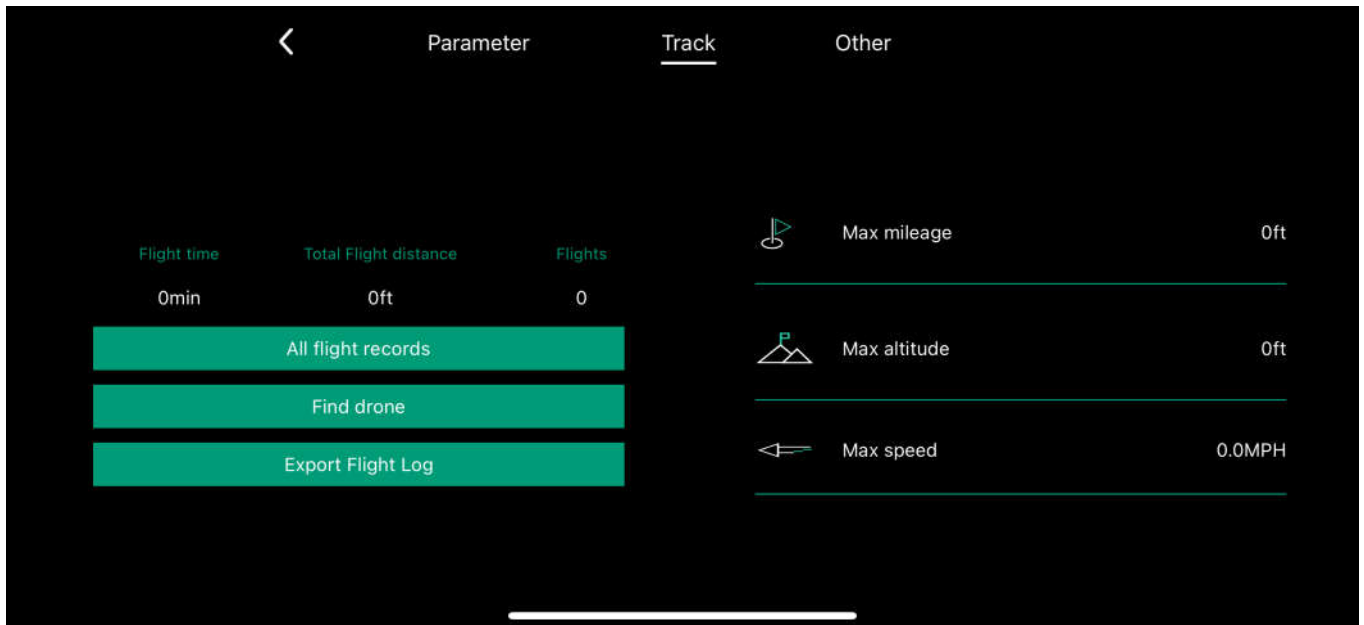 Parameter Track Other
Flight time Total Flight distance Flights
0min 0ft 0
All flight records
Find drone
Export Flight Log
Max mileage 0ft
Max altitude 0ft
Max speed 0.0MPH